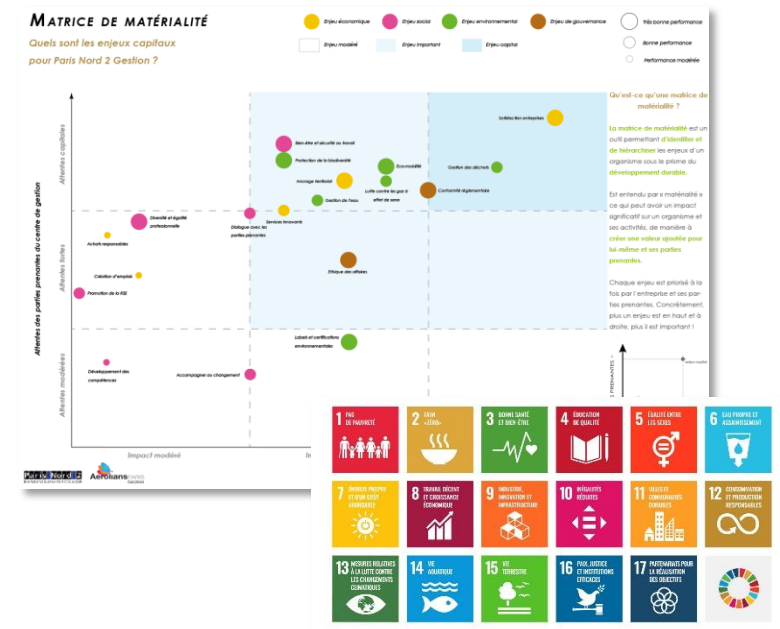 MATRICE DE MATÉRIALITÉ
Quels sont les enjeux capitaux
pour Paris Nord 2 Gestion ?
Enjeu économique
Enjeu social
Enjeu environnemental
Enjeu de gouvernance
Enjeu modéré
Enjeu important
Enjeu capital
Très bonne performance
Bonne performance
Performance modérée
Attentes des parties prenantes du centre de gestion
Attentes capitales
Attentes fortes
Attentes modérées
Satisfaction entreprises
Bien-être et sécurité au travail
Protection de la biodiversité
Eco-mobilité
Gestion des déchets
Ancrage territorial
Lutte contre les gaz à
effet de serre
Conformité réglementaire
Gestion de l'eau
Diversité et égalité
professionnelle
Dialogue avec les
parties prenantes
Services innovants
Achats responsables
Ethique des affaires
Création d'emplois
Promotion de la RSE
Labels et certifications
environnementales
Développement des
compétences
Accompagner au changement
Impact modéré
Qu'est-ce qu'une matrice de
matérialité ?
La matrice de matérialité est un
outil permettant d'identifier et
de hiérarchiser les enjeux d'un
organisme sous le prisme du
développement durable.
Est entendu par « matérialité »
ce qui peut avoir un impact
significatif sur un organisme et
ses activités, de manière à
créer une valeur ajoutée pour
lui-même et ses parties
prenantes.
Chaque enjeu est priorisé à la
fois par l'entreprise et ses par-
ties prenantes. Concrètement,
plus un enjeu est en haut et à
droite, plus il est important !
Paris Nord 2
Aerolians PARIS
1 PAS
DE PAUVRETÉ
2 FAIM
«ZÉRO»
3 BONNE SANTÉ
ET BIEN-ÊTRE
4 ÉDUCATION
DE QUALITÉ
5 ÉGALITÉ ENTRE
LES SEXES
6 EAU PROPRE ET
ASSAINISSEMENT
7 ÉNERGIE PROPRE
ET D'UN COÛT
ABORDABLE
8 TRAVAIL DÉCENT
ET CROISSANCE
ÉCONOMIQUE
9 INDUSTRIE,
INNOVATION ET
INFRASTRUCTURE
10 INÉGALITÉS
RÉDUITES
11 VILLES ET
COMMUNAUTÉS
DURABLES
12 CONSOMMATION
ET PRODUCTION
RESPONSABLES
13 MESURES RELATIVES
À LA LUTTE CONTRE
LES CHANGEMENTS
CLIMATIQUES
14 VIE
AQUATIQUE
15 VIE
TERRESTRE
16 PAIX, JUSTICE
ET INSTITUTIONS
EFFICACES
17 PARTENARIATS POUR
LA RÉALISATION
DES OBJECTIFS